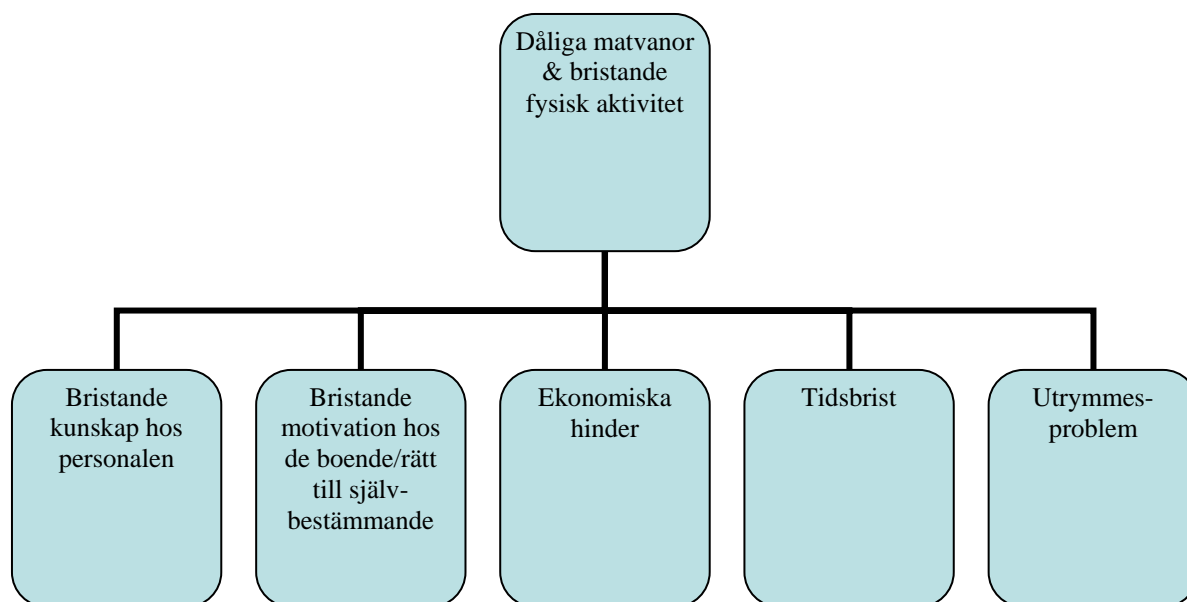 Dåliga matvanor
& bristande
fysisk aktivitet
Bristande
kunskap hos
personalen
Bristande
motivation hos
de boende/rätt
till själv-
bestämmande
Ekonomiska
hinder
Tidsbrist
Utrymmes-
problem